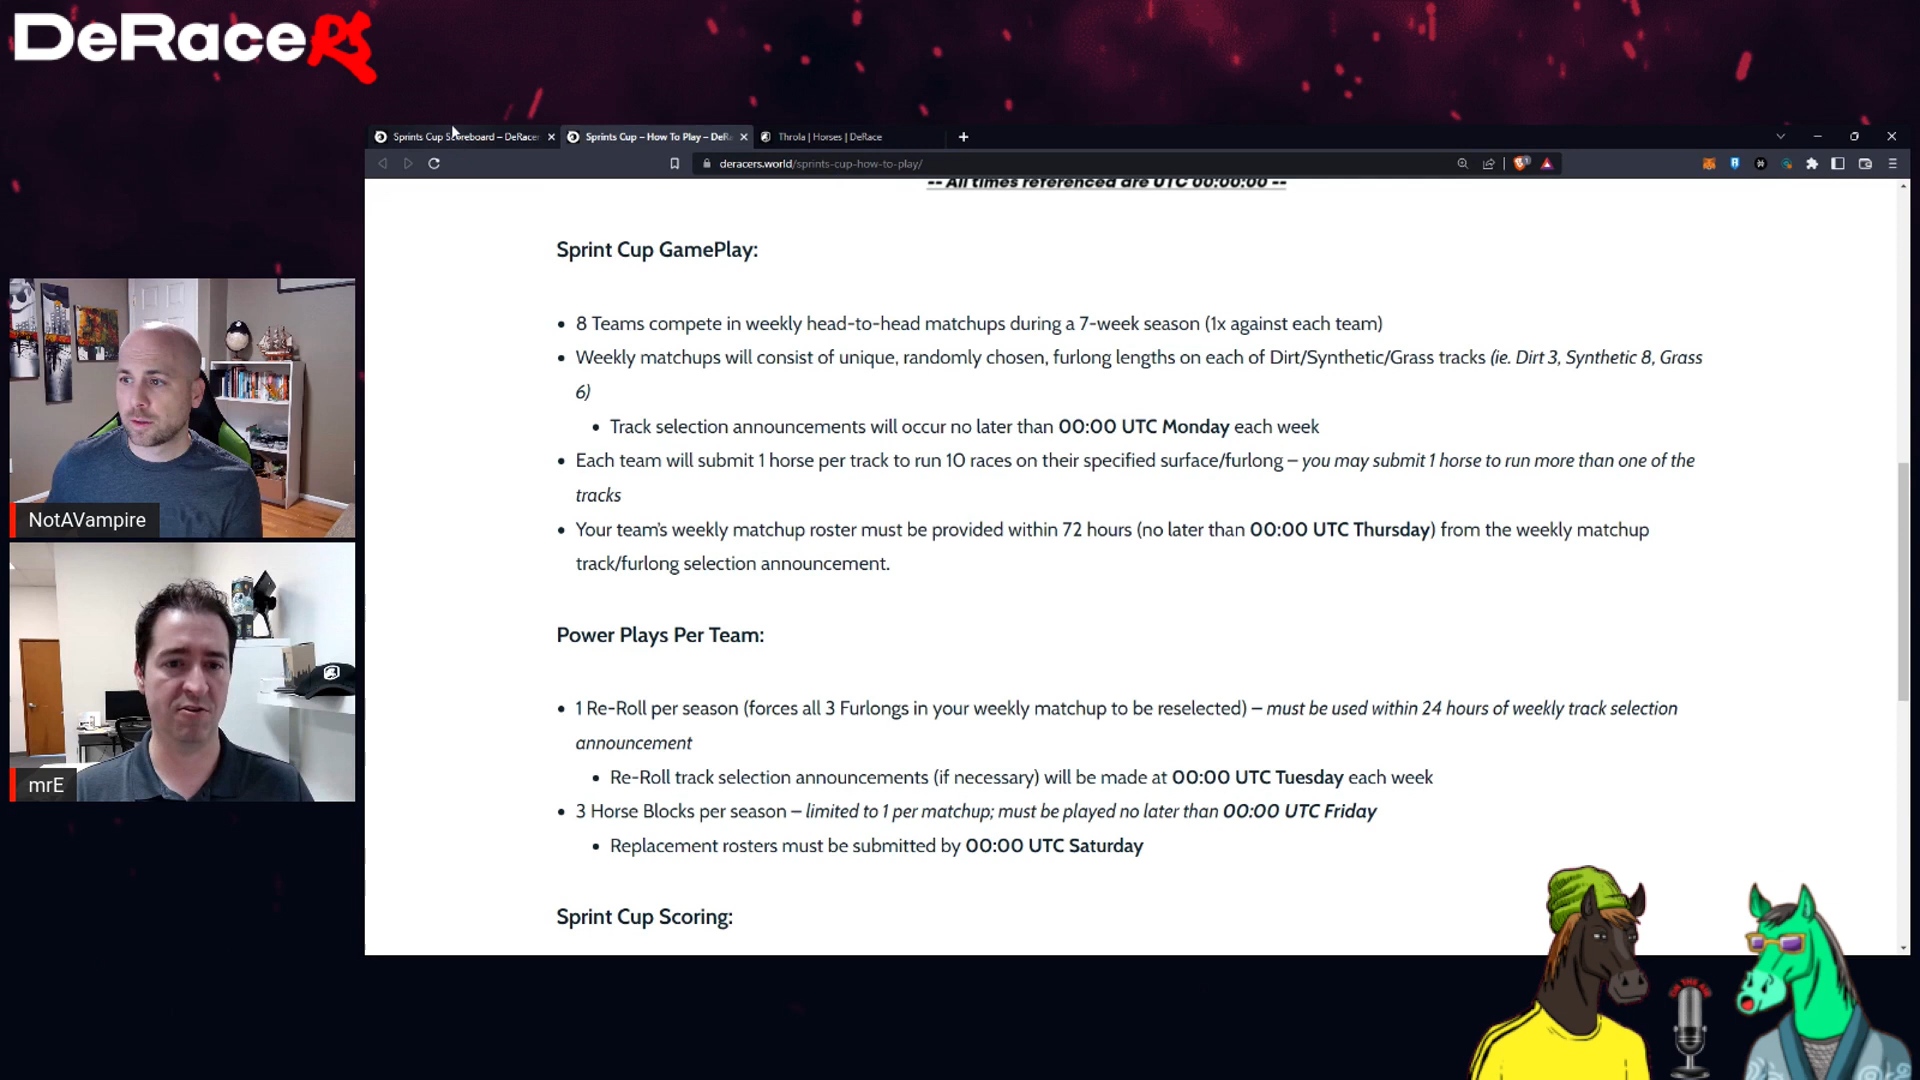 DeRaceRS
Sprints Cup Scoreboard – DeRacer
Sprints Cup – How To Play – DeRa
Throla | Horses | DeRace
deracers.world/sprints-cup-how-to-play/
-- All times referenced are UTC 00:00:00 --
Sprint Cup GamePlay:
8 Teams compete in weekly head-to-head matchups during a 7-week season (1x against each team)
Weekly matchups will consist of unique, randomly chosen, furlong lengths on each of Dirt/Synthetic/Grass tracks (ie. Dirt 3, Synthetic 8, Grass
6)
Track selection announcements will occur no later than 00:00 UTC Monday each week
Each team will submit 1 horse per track to run 10 races on their specified surface/furlong – you may submit 1 horse to run more than one of the
tracks
Your team's weekly matchup roster must be provided within 72 hours (no later than 00:00 UTC Thursday) from the weekly matchup
track/furlong selection announcement.
Power Plays Per Team:
1 Re-Roll per season (forces all 3 Furlongs in your weekly matchup to be reselected) – must be used within 24 hours of weekly track selection
announcement
Re-Roll track selection announcements (if necessary) will be made at 00:00 UTC Tuesday each week
3 Horse Blocks per season – limited to 1 per matchup; must be played no later than 00:00 UTC Friday
Replacement rosters must be submitted by 00:00 UTC Saturday
Sprint Cup Scoring:
NotAVampire
mrE
ON THE AIR